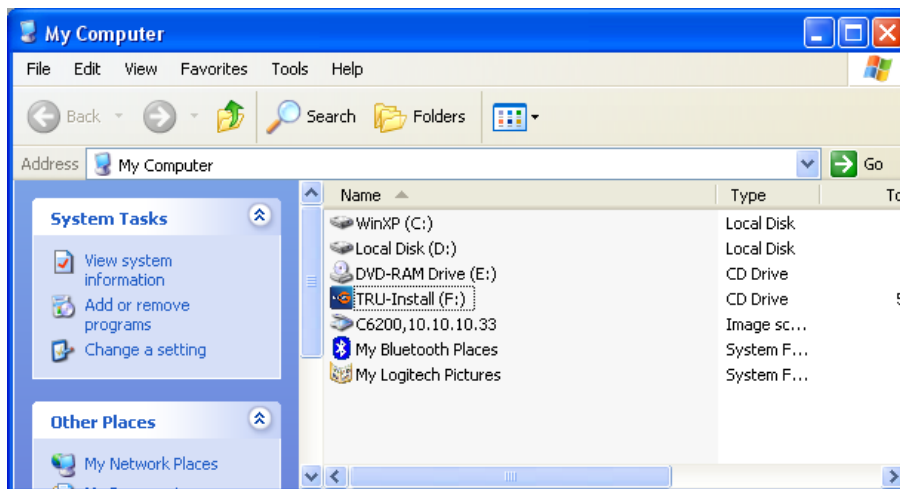 My Computer
File Edit View Favorites Tools Help
Back Search Folders
Address My Computer Go
Name Type
System Tasks
View system
information
Add or remove
programs
Change a setting
Other Places
My Network Places
WinXP (C:) Local Disk
Local Disk (D:) Local Disk
DVD-RAM Drive (E:) CD Drive
TRU-Install (F:) CD Drive
C6200,10.10.10.33 Image sc...
My Bluetooth Places System F...
My Logitech Pictures System F...